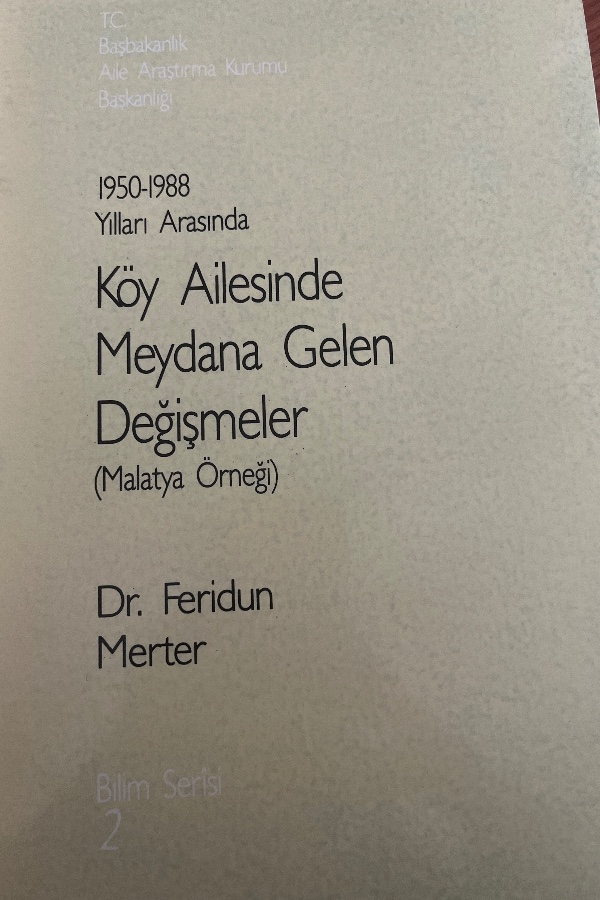 T.C.
Başbakanlık
Aile Araştırma Kurumu
Başkanlığı
1950-1988
Yılları Arasında
Köy Ailesinde
Meydana Gelen
Değişmeler
(Malatya Örneği)
Dr. Feridun
Merter
Bilim Serisi
2